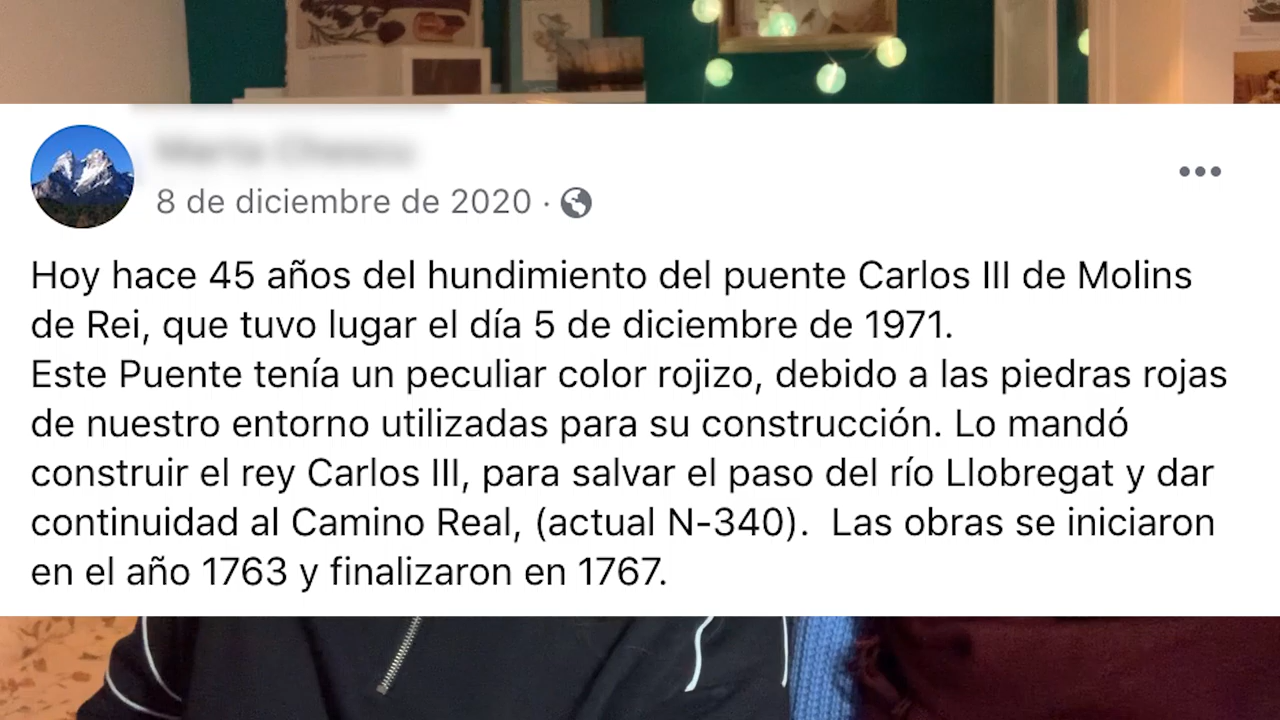 8 de diciembre de 2020 ·
Hoy hace 45 años del hundimiento del puente Carlos III de Molins
de Rei, que tuvo lugar el día 5 de diciembre de 1971.
Este Puente tenía un peculiar color rojizo, debido a las piedras rojas
de nuestro entorno utilizadas para su construcción. Lo mandó
construir el rey Carlos III, para salvar el paso del río Llobregat y dar
continuidad al Camino Real, (actual N-340). Las obras se iniciaron
en el año 1763 y finalizaron en 1767.